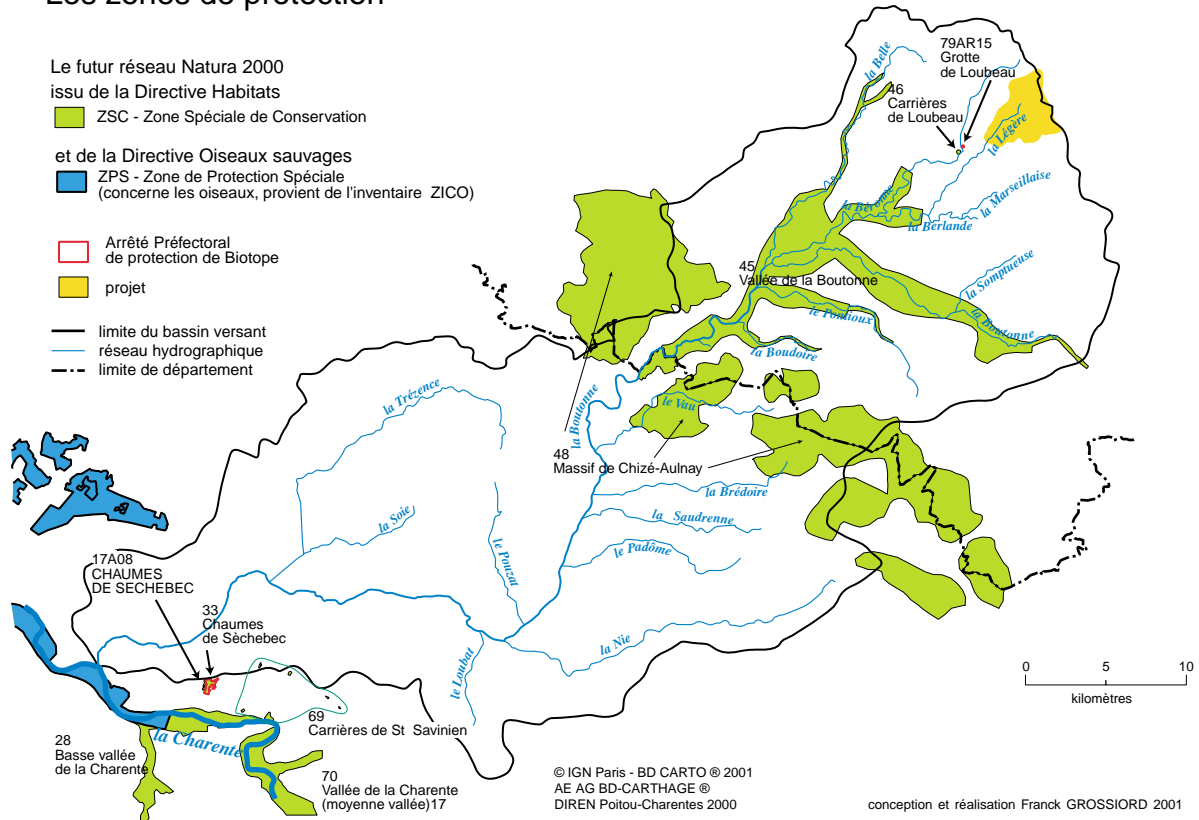 Les zones de protection
Le futur réseau Natura 2000
issu de la Directive Habitats
ZSC - Zone Spéciale de Conservation
et de la Directive Oiseaux sauvages
ZPS - Zone de Protection Spéciale
(concerne les oiseaux, provient de l'inventaire ZICO)
Arrêté Préfectoral
de protection de Biotope
projet
limite du bassin versant
réseau hydrographique
limite de département
79AR15
Grotte
de Loubeau
la Belle
46
Carrières
de Loubeau
la Légère
la Marseillaise
la Béronne
la Berlande
45
Vallée de la Boutonne
la Somptueuse
la Boutonne
le Pontioux
la Boudoire
la Trézence
la Boutonne
le Vau
48
Massif de Chizé-Aulnay
la Brédoire
la Soie
la Saudrenne
le Pouzat
le Padôme
17A08
CHAUMES
DE SECHEBEC
33
Chaumes
de Sèchebec
la Nie
le Loubat
0 5 10
kilomètres
69
Carrières de St Savinien
la Charente
28
Basse vallée
de la Charente
70
Vallée de la Charente
(moyenne vallée)17
© IGN Paris - BD CARTO ® 2001
AE AG BD-CARTHAGE ®
DIREN Poitou-Charentes 2000
conception et réalisation Franck GROSSIORD 2001